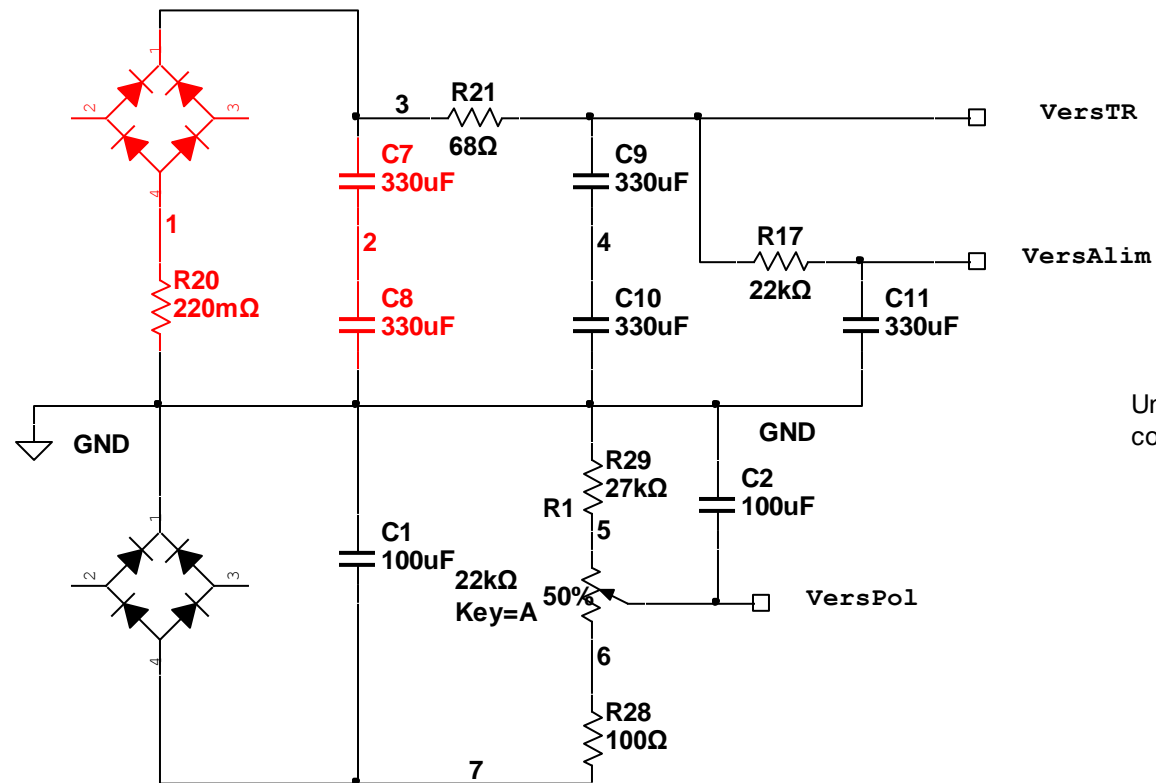 1
2
3
4
1
R20
220mΩ
GND
3
R21
68Ω
C7
330uF
2
C8
330uF
C9
330uF
4
C10
330uF
VersTR
R17
22kΩ
VersAlim
C11
330uF
GND
Ur
co
1
2
3
4
C1
100uF
R29
27kΩ
R1
5
22kΩ
Key=A
50%
C2
100uF
VersPol
6
R28
100Ω
7